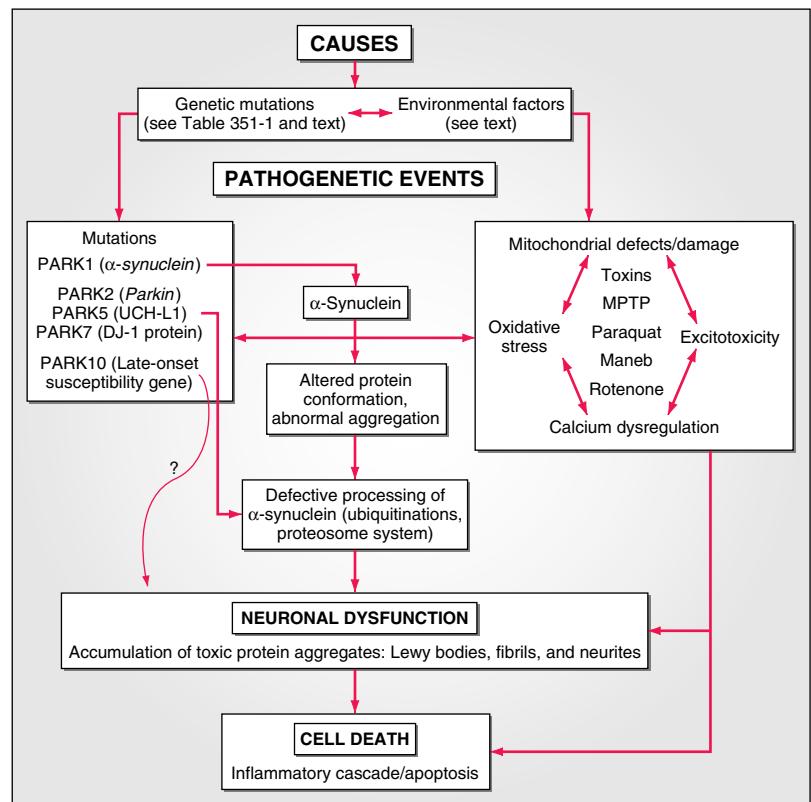 CAUSES
Genetic mutations
(see Table 351-1 and text)
Environmental factors
(see text)
PATHOGENETIC EVENTS
Mutations
PARK1 (α-synuclein)
PARK2 (Parkin)
PARK5 (UCH-L1)
PARK7 (DJ-1 protein)
PARK10 (Late-onset
susceptibility gene)
?
α-Synuclein
Altered protein
conformation,
abnormal aggregation
Defective processing of
α-synuclein (ubiquitinations,
proteosome system)
Mitochondrial defects/damage
Toxins
MPTP
Paraquat
Maneb
Rotenone
Oxidative
stress
Excitotoxicity
Calcium dysregulation
NEURONAL DYSFUNCTION
Accumulation of toxic protein aggregates: Lewy bodies, fibrils, and neurites
CELL DEATH
Inflammatory cascade/apoptosis